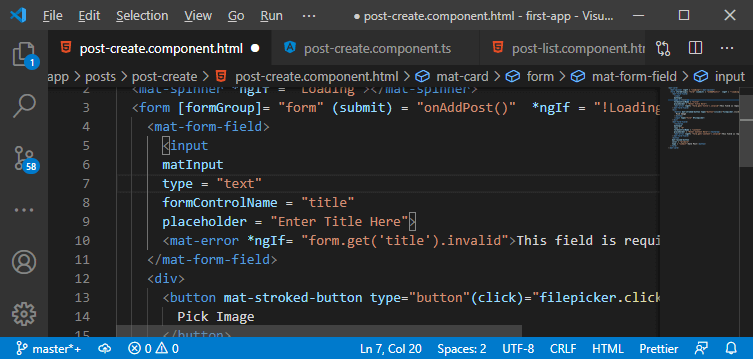 File Edit Selection View Go Run ··· ● post-create.component.html - first-app - Visu...
post-create.component.html ● post-create.component.ts post-list.component.ht
app > posts > post-create > post-create.component.html > mat-card > form > mat-form-field > input
2 <mat-spinner *ngIf = "Loading"></mat-spinner>
3 <form [formGroup]= "form" (submit) = "onAddPost()" *ngIf = "!Loading
4 <mat-form-field>
5 <input
6 matInput
7 type = "text"
8 formControlName = "title"
9 placeholder = "Enter Title Here">
10 <mat-error *ngIf= "form.get('title').invalid">This field is requi
11 </mat-form-field>
12 <div>
13 <button mat-stroked-button type="button"(click)="filepicker.click
14 Pick Image
15 </button>
1
58
master*+ 0 0 Ln 7, Col 20 Spaces: 2 UTF-8 CRLF HTML Prettier